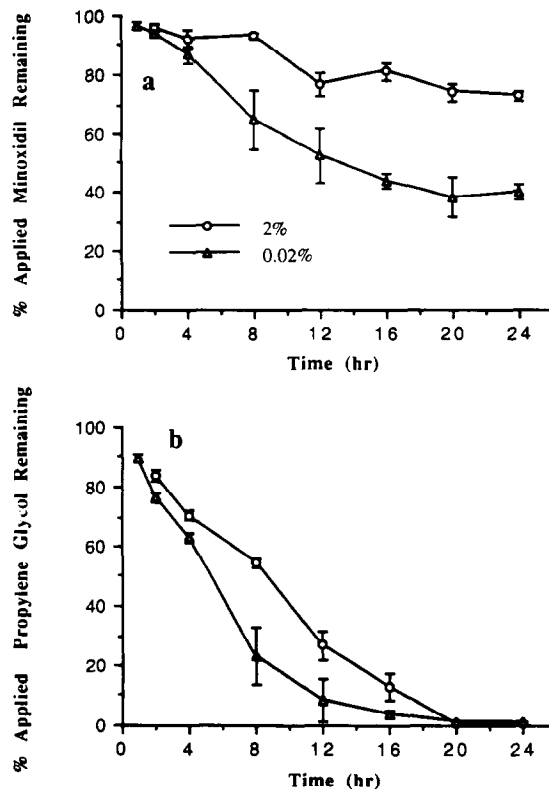 % Applied Minoxidil Remaining
100
80
60
40
20
0
a
2%
0.02%
0 4 8 12 16 20 24
Time (hr)
% Applied Propylene Glycol Remaining
100
80
60
40
20
0
b
0 4 8 12 16 20 24
Time (hr)